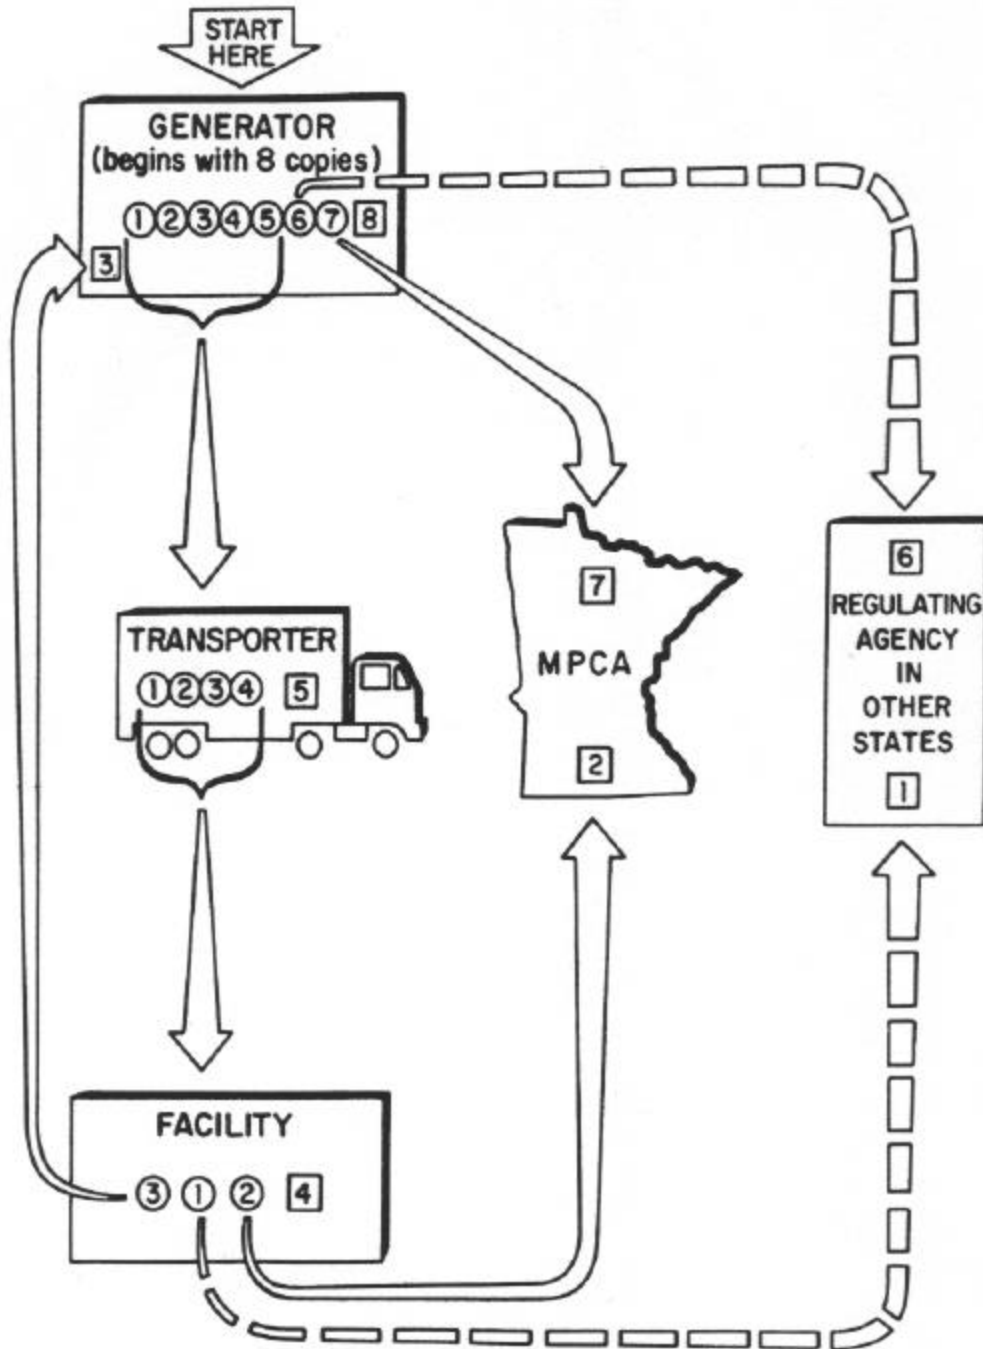 START
HERE
GENERATOR
(begins with 8 copies)
1 2 3 4 5 6 7 8
3
6
7
REGULATING
MPCA
AGENCY
IN
OTHER
STATES
2
1
TRANSPORTER
1 2 3 4 5
FACILITY
3 1 2 4